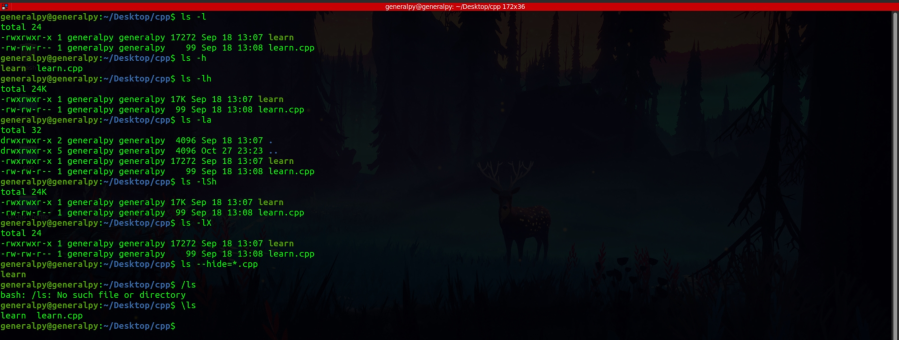 generalpy@generalpy: ~/Desktop/cpp 172x36
generalpy@generalpy:~/Desktop/cpp$ ls -l
total 24
-rwxrwxr-x 1 generalpy generalpy 17272 Sep 18 13:07 learn
-rw-rw-r-- 1 generalpy generalpy    99 Sep 18 13:08 learn.cpp
generalpy@generalpy:~/Desktop/cpp$ ls -h
learn  learn.cpp
generalpy@generalpy:~/Desktop/cpp$ ls -lh
total 24K
-rwxrwxr-x 1 generalpy generalpy 17K Sep 18 13:07 learn
-rw-rw-r-- 1 generalpy generalpy  99 Sep 18 13:08 learn.cpp
generalpy@generalpy:~/Desktop/cpp$ ls -la
total 32
drwxrwxr-x 2 generalpy generalpy  4096 Sep 18 13:07 .
drwxrwxr-x 5 generalpy generalpy  4096 Oct 27 23:23 ..
-rwxrwxr-x 1 generalpy generalpy 17272 Sep 18 13:07 learn
-rw-rw-r-- 1 generalpy generalpy    99 Sep 18 13:08 learn.cpp
generalpy@generalpy:~/Desktop/cpp$ ls -lSh
total 24K
-rwxrwxr-x 1 generalpy generalpy 17K Sep 18 13:07 learn
-rw-rw-r-- 1 generalpy generalpy  99 Sep 18 13:08 learn.cpp
generalpy@generalpy:~/Desktop/cpp$ ls -lX
total 24
-rwxrwxr-x 1 generalpy generalpy 17272 Sep 18 13:07 learn
-rw-rw-r-- 1 generalpy generalpy    99 Sep 18 13:08 learn.cpp
generalpy@generalpy:~/Desktop/cpp$ ls --hide=*.cpp
learn
generalpy@generalpy:~/Desktop/cpp$ /ls
bash: /ls: No such file or directory
generalpy@generalpy:~/Desktop/cpp$ \ls
learn  learn.cpp
generalpy@generalpy:~/Desktop/cpp$